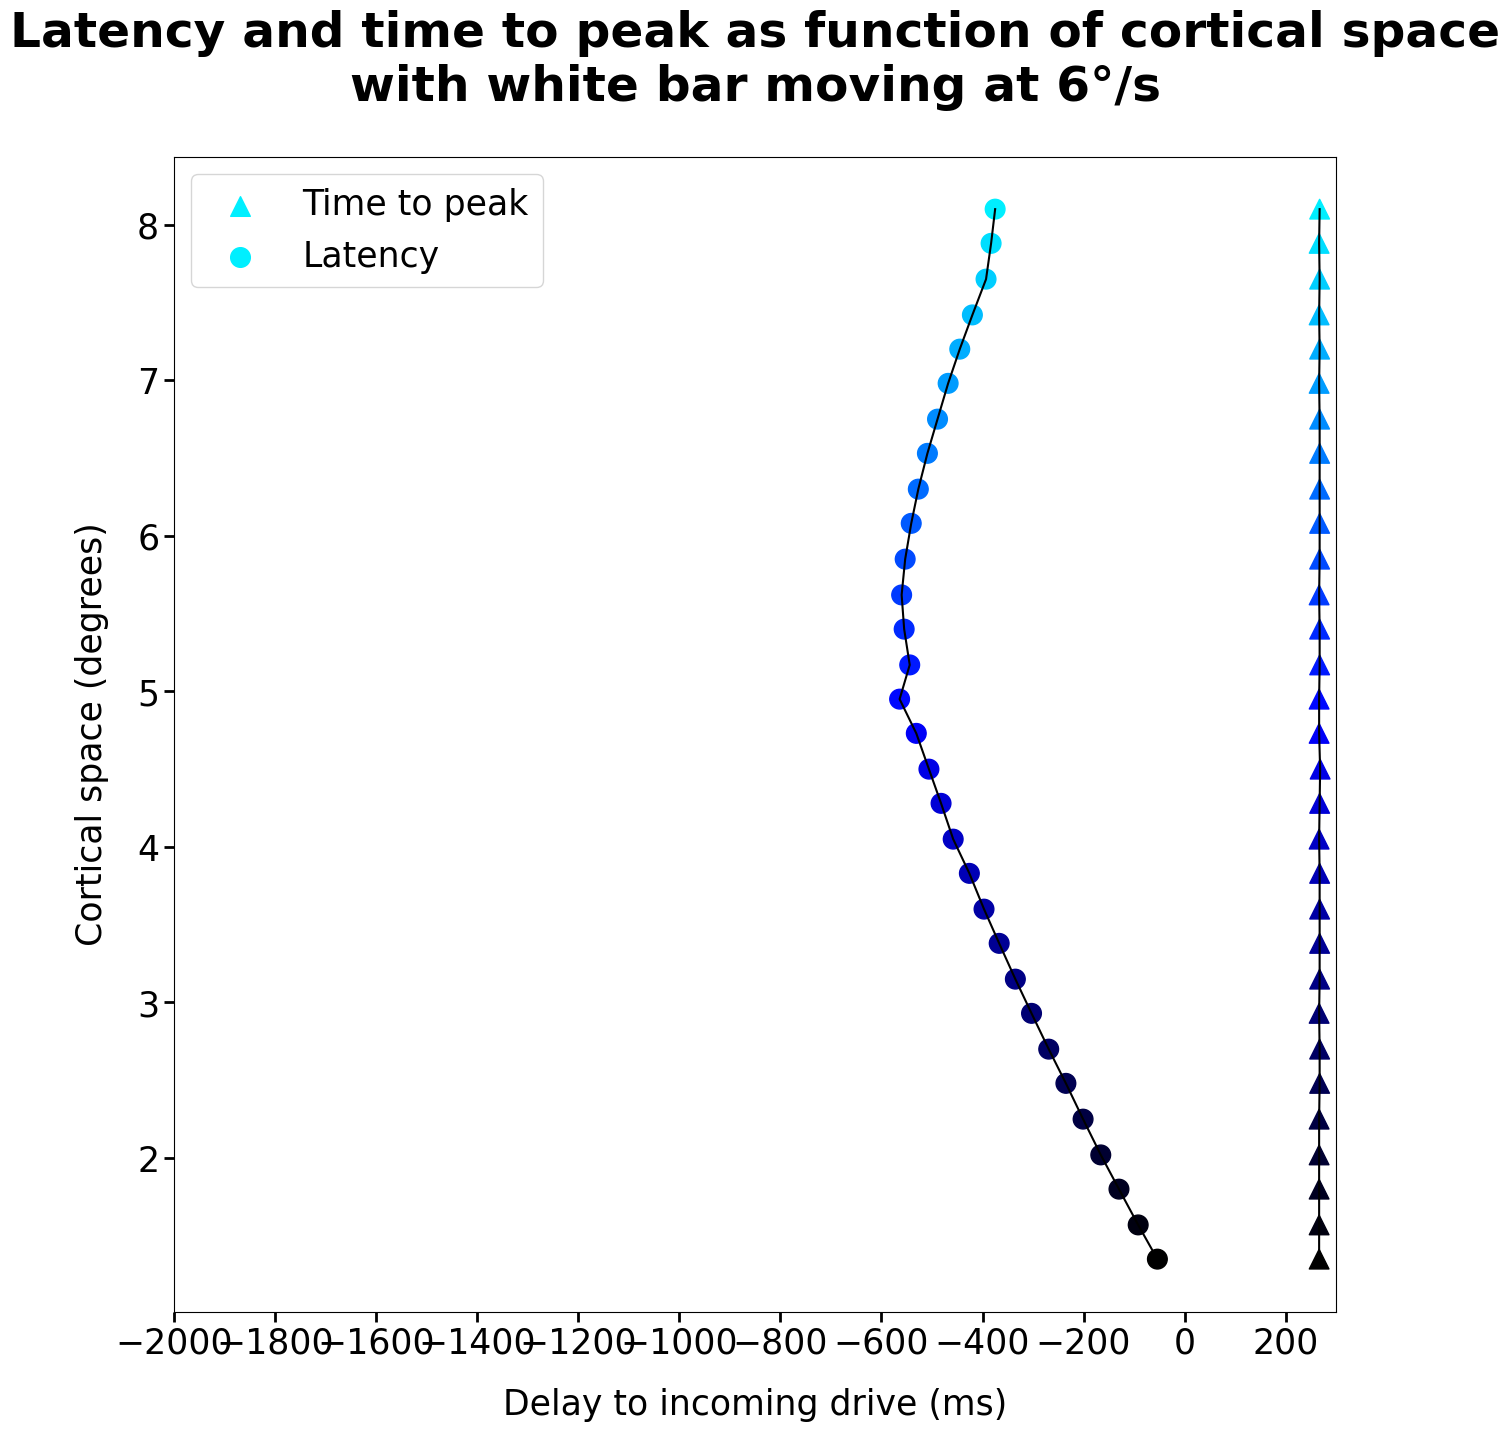 Latency and time to peak as function of cortical space
with white bar moving at 6°/s
Time to peak
Latency
8
7
6
5
4
3
2
Cortical space (degrees)
−2000 −1800 −1600 −1400 −1200 −1000 −800 −600 −400 −200 0 200
Delay to incoming drive (ms)